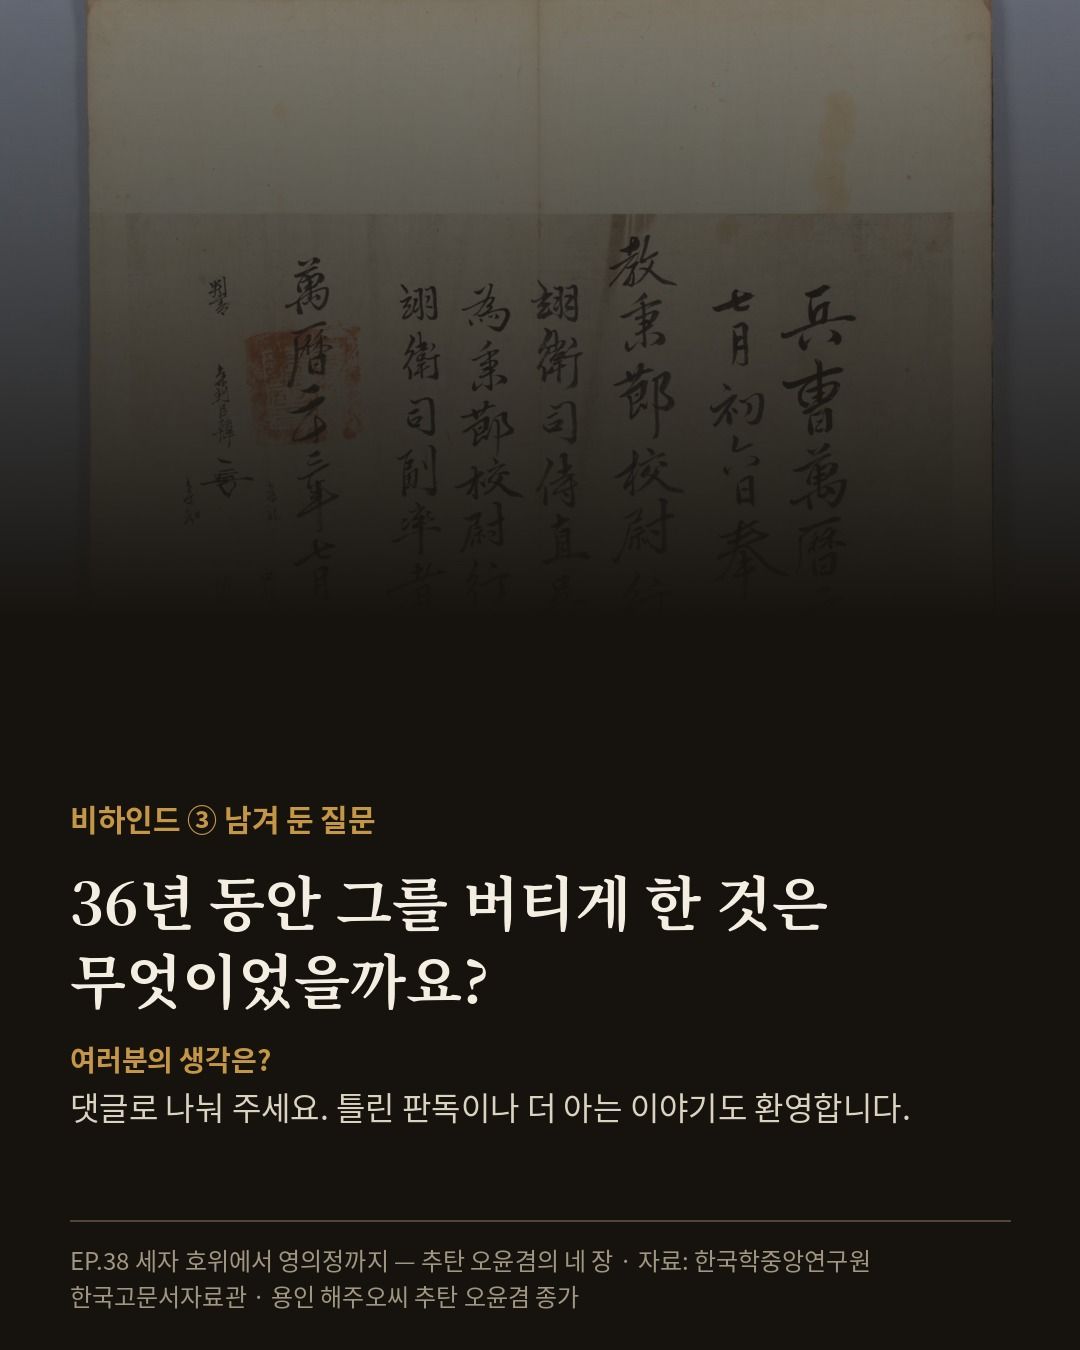 兵曹萬曆
七月初六日奉
教秉節校尉行
翊衛司侍直
為秉節校尉行
翊衛司副率者
萬曆二十三年七月
비하인드 ③ 남겨 둔 질문
36년 동안 그를 버티게 한 것은
무엇이었을까요?
여러분의 생각은?
댓글로 나눠 주세요. 틀린 판독이나 더 아는 이야기도 환영합니다.
EP.38 세자 호위에서 영의정까지 — 추탄 오윤겸의 네 장 · 자료: 한국학중앙연구원
한국고문서자료관 · 용인 해주오씨 추탄 오윤겸 종가